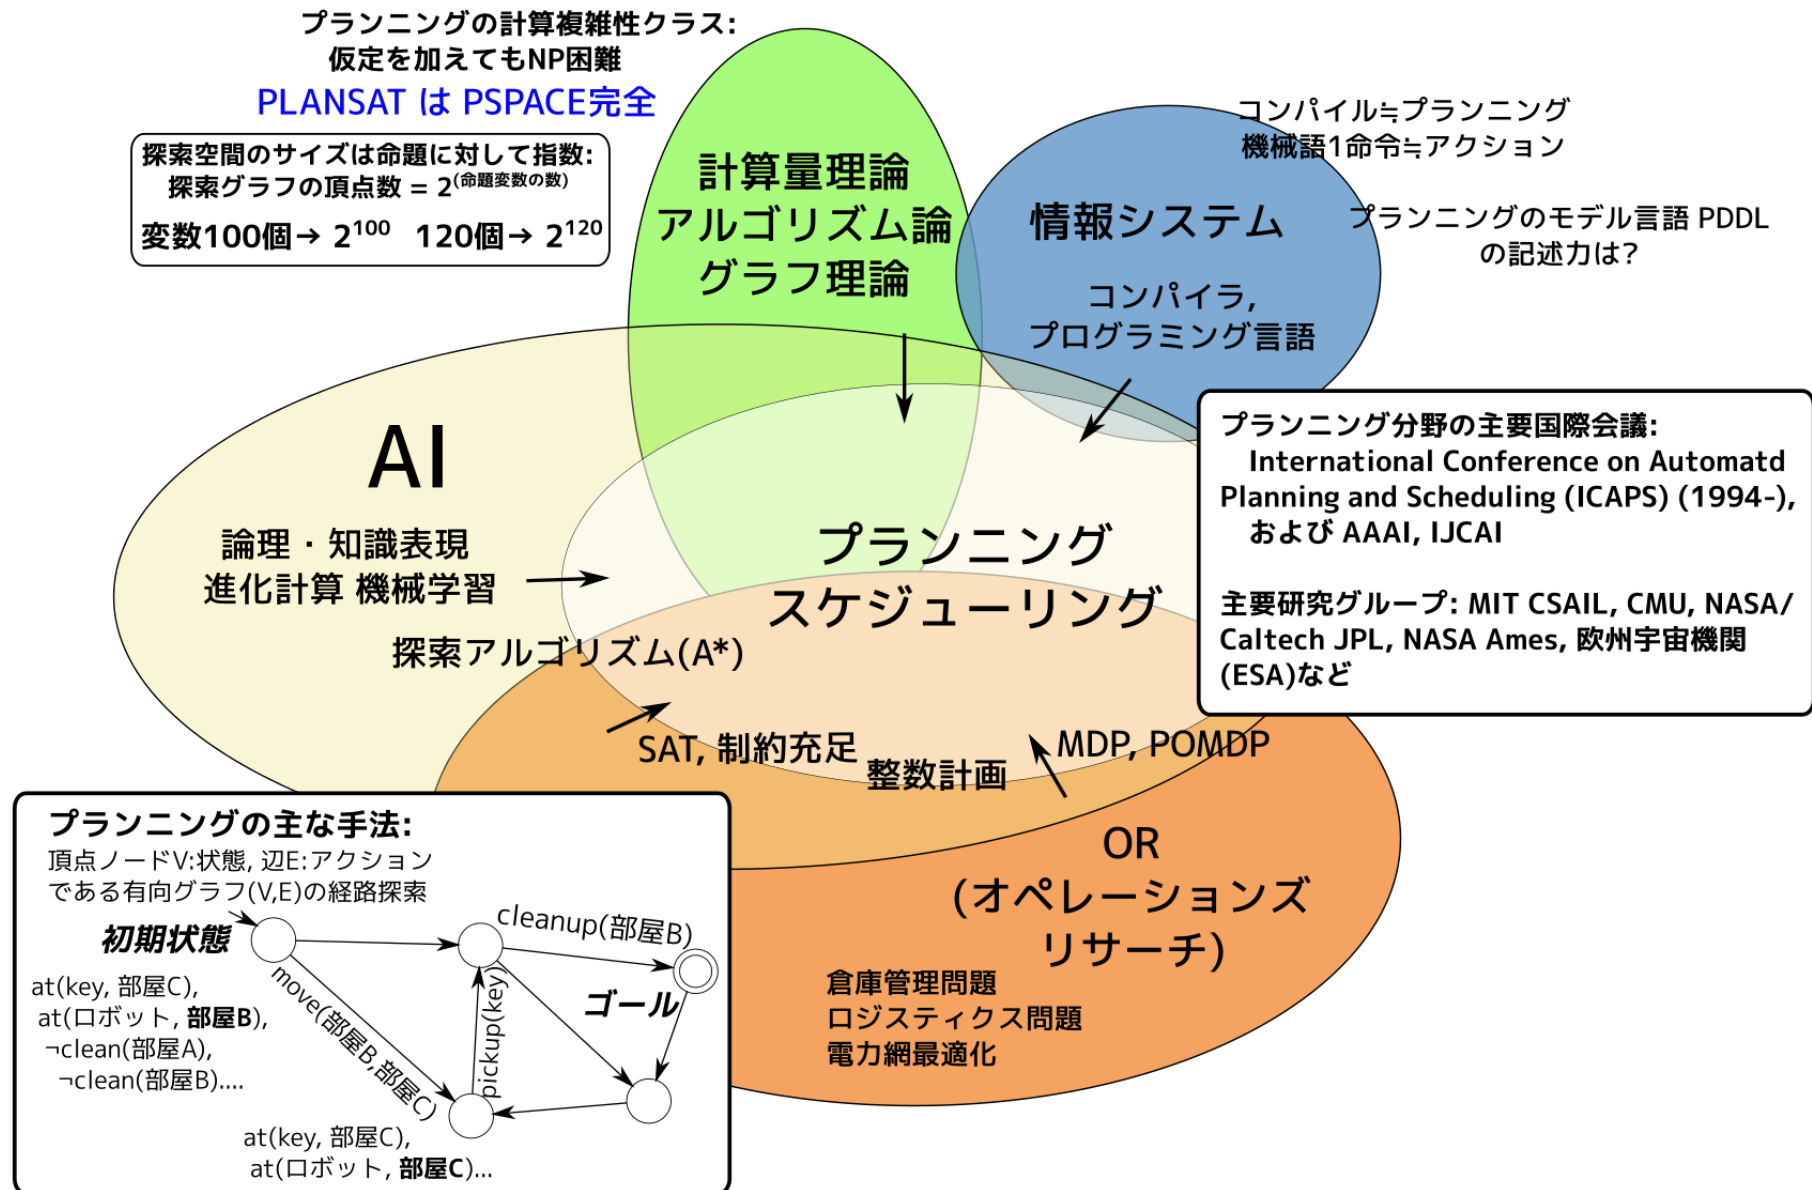 プランニングの計算複雑性クラス:
仮定を加えてもNP困難
PLANSAT は PSPACE完全
探索空間のサイズは命題に対して指数:
探索グラフの頂点数 = 2^(命題変数の数)
変数100個→ 2^100 120個→ 2^120
計算量理論
アルゴリズム論
グラフ理論
コンパイル≒プランニング
機械語1命令≒アクション
情報システム
プランニングのモデル言語 PDDL
の記述力は?
コンパイラ,
プログラミング言語
AI
論理・知識表現
進化計算 機械学習
探索アルゴリズム(A*)
プランニング
スケジューリング
プランニング分野の主要国際会議:
International Conference on Automatd
Planning and Scheduling (ICAPS) (1994-),
および AAAI, IJCAI
主要研究グループ: MIT CSAIL, CMU, NASA/
Caltech JPL, NASA Ames, 欧州宇宙機関
(ESA)など
SAT, 制約充足
整数計画
MDP, POMDP
OR
(オペレーションズ
リサーチ)
倉庫管理問題
ロジスティクス問題
電力網最適化
プランニングの主な手法:
頂点ノードV:状態, 辺E:アクション
である有向グラフ(V,E)の経路探索
初期状態
cleanup(部屋B)
ゴール
move(部屋B,部屋C)
pickup(key)
at(key, 部屋C),
at(ロボット, 部屋B),
¬clean(部屋A),
¬clean(部屋B)....
at(key, 部屋C),
at(ロボット, 部屋C)...